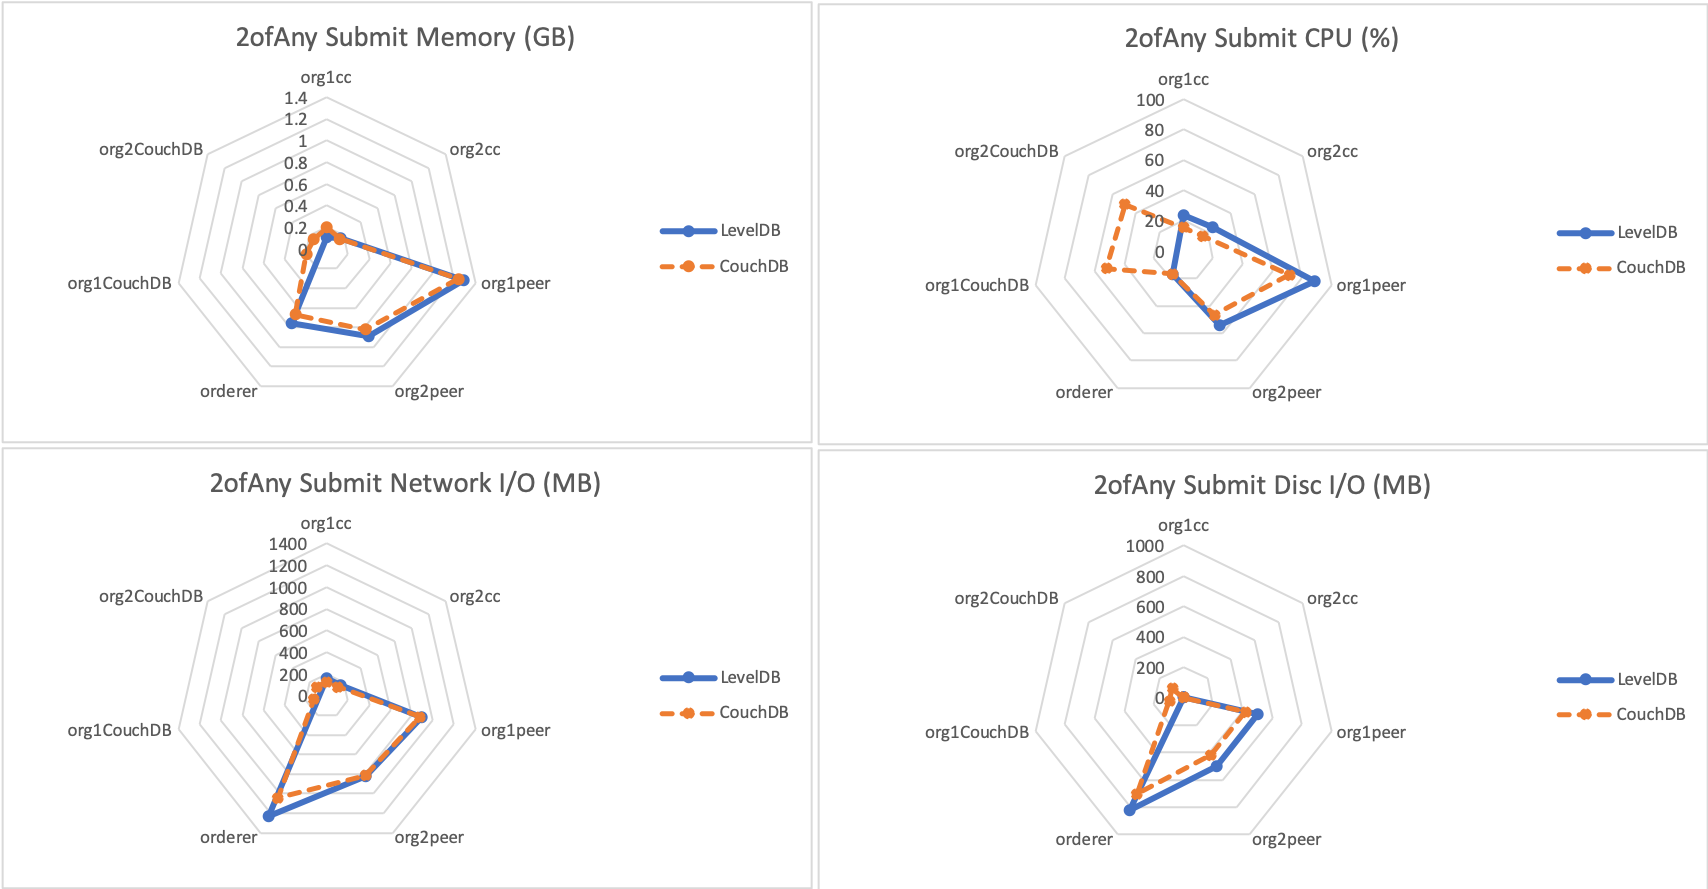 2ofAny Submit Memory (GB)
org1cc
1.4
1.2
1
0.8
0.6
0.4
0.2
0
org2cc
org1peer
org2peer
orderer
org1CouchDB
org2CouchDB
LevelDB
CouchDB
2ofAny Submit CPU (%)
org1cc
100
80
60
40
20
0
org2cc
org1peer
org2peer
orderer
org1CouchDB
org2CouchDB
LevelDB
CouchDB
2ofAny Submit Network I/O (MB)
org1cc
1400
1200
1000
800
600
400
200
0
org2cc
org1peer
org2peer
orderer
org1CouchDB
org2CouchDB
LevelDB
CouchDB
2ofAny Submit Disc I/O (MB)
org1cc
1000
800
600
400
200
0
org2cc
org1peer
org2peer
orderer
org1CouchDB
org2CouchDB
LevelDB
CouchDB